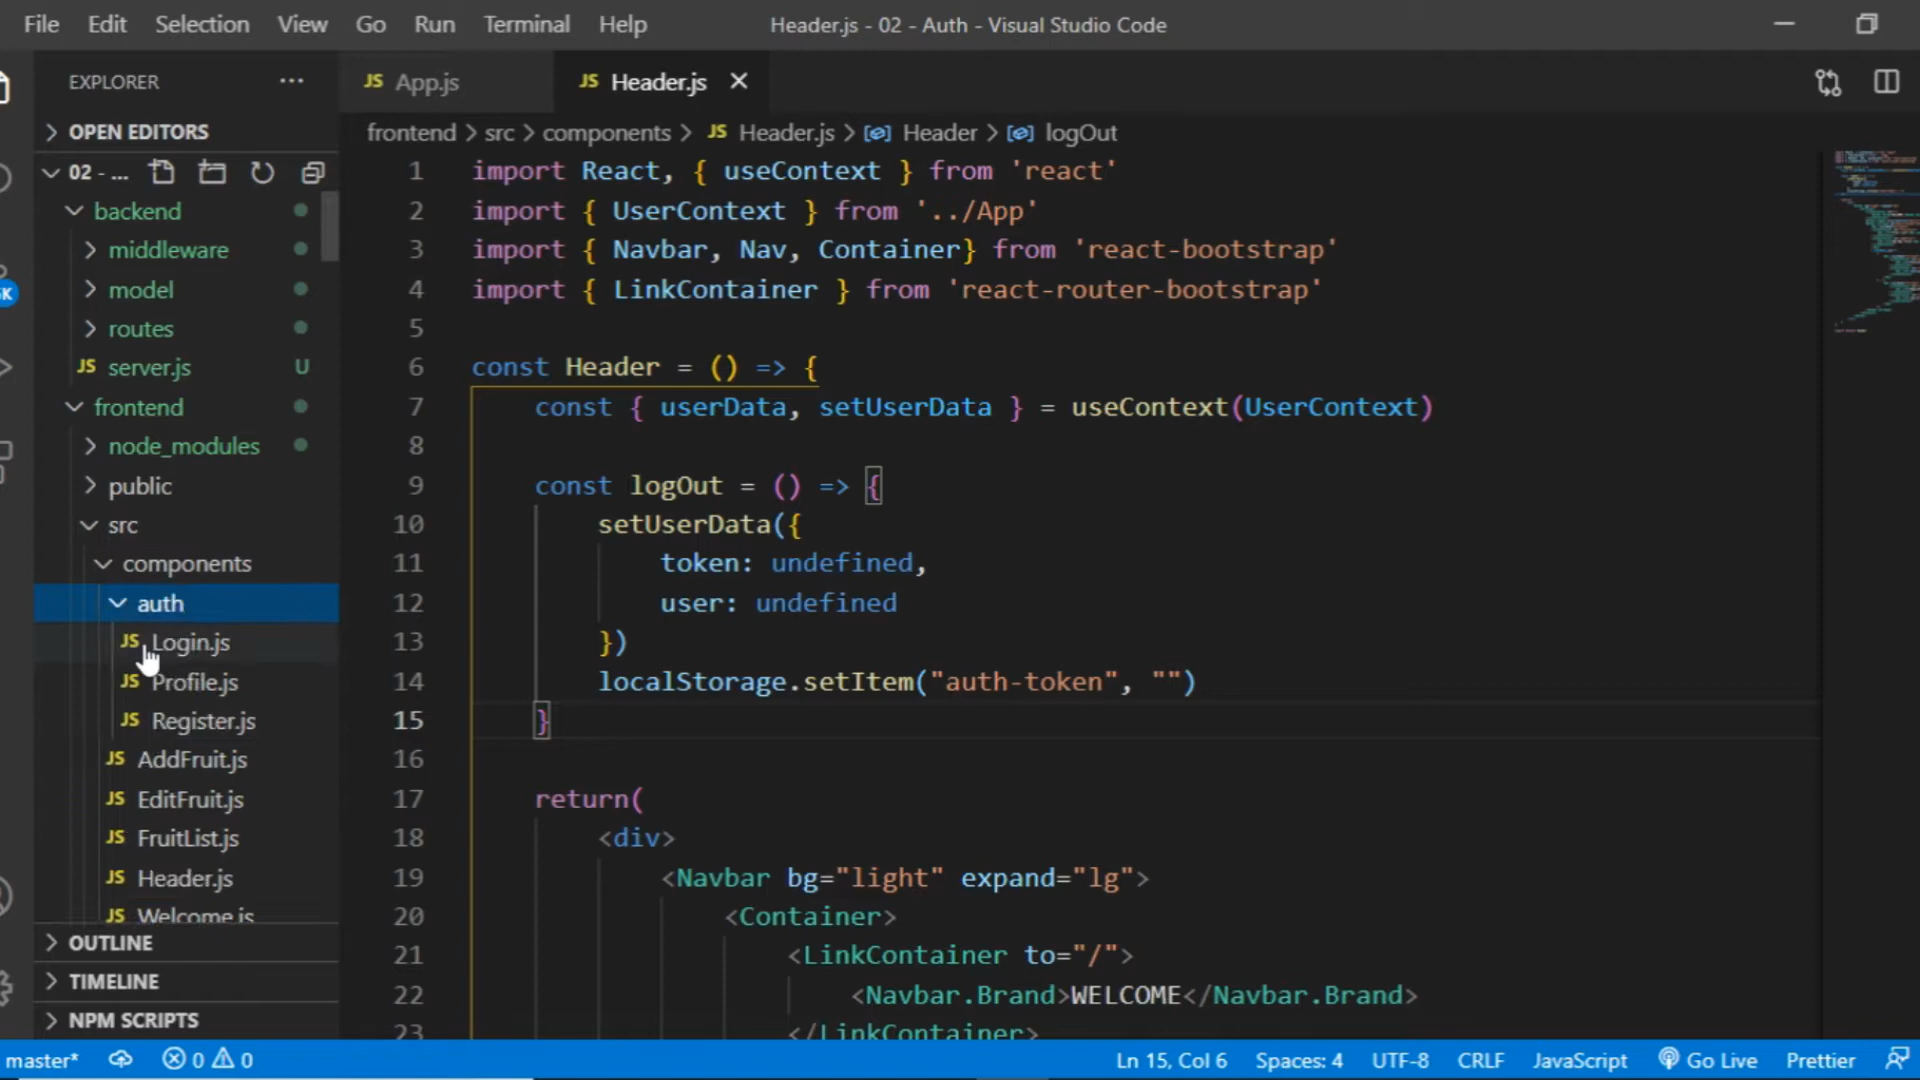 File Edit Selection View Go Run Terminal Help Header.js - 02 - Auth - Visual Studio Code
EXPLORER ···
OPEN EDITORS
02 - ...
backend
middleware
model
routes
JS server.js U
frontend
node_modules
public
src
components
auth
JS Login.js
JS Profile.js
JS Register.js
JS AddFruit.js
JS EditFruit.js
JS FruitList.js
JS Header.js
JS Welcome.js
OUTLINE
TIMELINE
NPM SCRIPTS
K
JS App.js JS Header.js
frontend > src > components > JS Header.js > Header > logOut
1 import React, { useContext } from 'react'
2 import { UserContext } from '../App'
3 import { Navbar, Nav, Container} from 'react-bootstrap'
4 import { LinkContainer } from 'react-router-bootstrap'
5
6 const Header = () => {
7 const { userData, setUserData } = useContext(UserContext)
8
9 const logOut = () => {
10 setUserData({
11 token: undefined,
12 user: undefined
13 })
14 localStorage.setItem("auth-token", "")
15 }
16
17 return(
18 <div>
19 <Navbar bg="light" expand="lg">
20 <Container>
21 <LinkContainer to="/">
22 <Navbar.Brand>WELCOME</Navbar.Brand>
23 </LinkContainer>
master* 0 0 Ln 15, Col 6 Spaces: 4 UTF-8 CRLF JavaScript Go Live Prettier